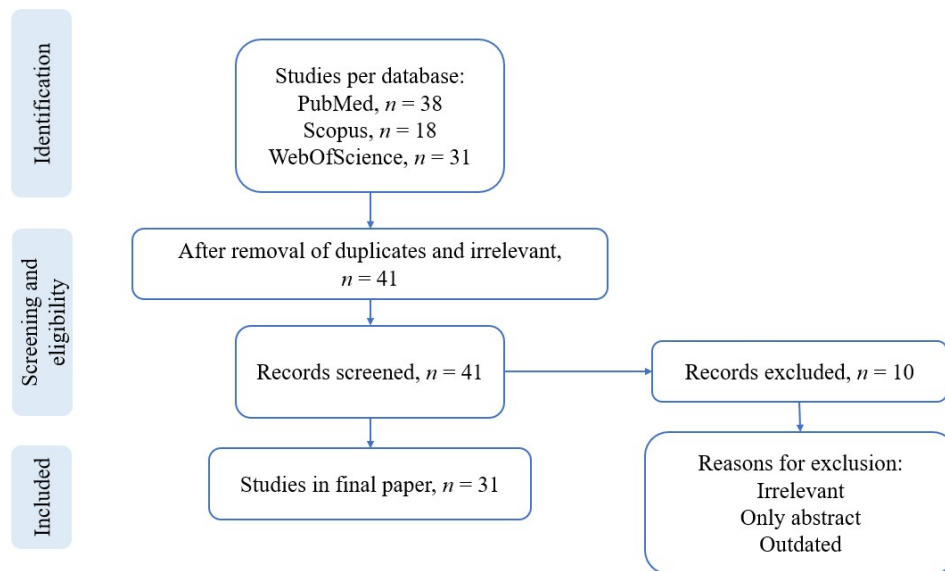 Identification
Studies per database:
PubMed, n = 38
Scopus, n = 18
WebOfScience, n = 31
Screening and
eligibility
After removal of duplicates and irrelevant,
n = 41
Records screened, n = 41
Records excluded, n = 10
Included
Studies in final paper, n = 31
Reasons for exclusion:
Irrelevant
Only abstract
Outdated